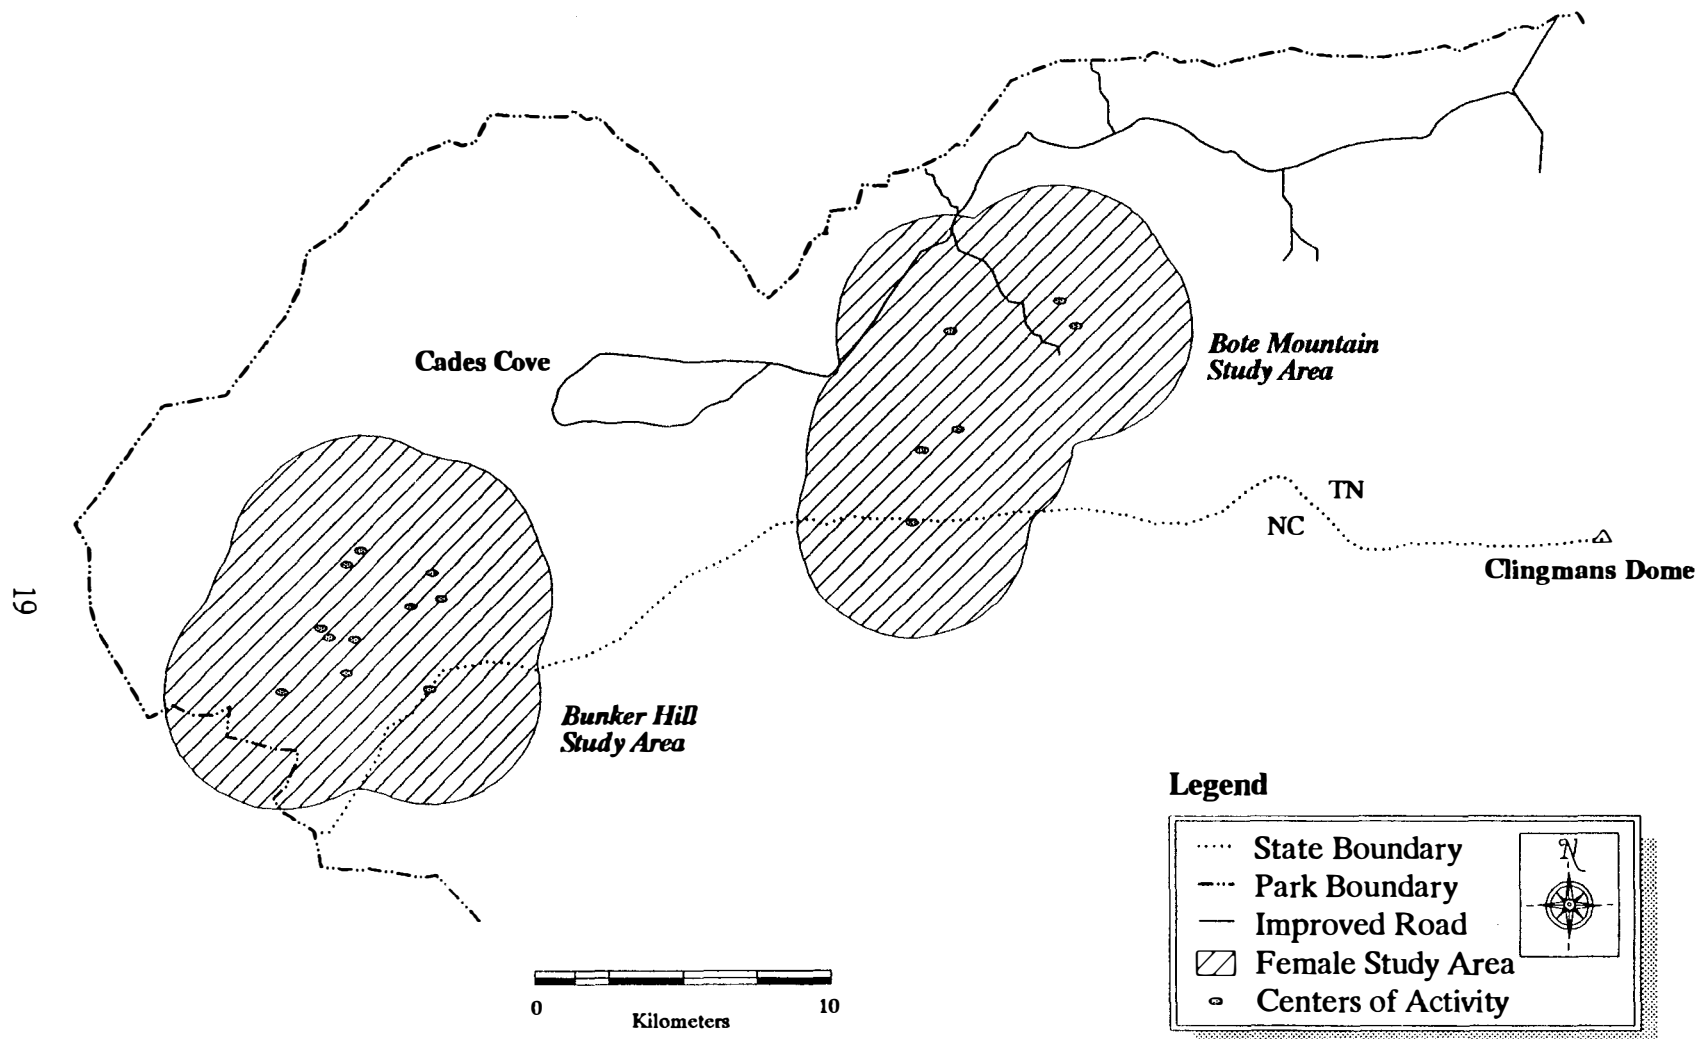 Cades Cove
Bote Mountain
Study Area
TN
NC
Clingmans Dome
19
Bunker Hill
Study Area
Legend
State Boundary
Park Boundary
Improved Road
Female Study Area
Centers of Activity
N
0
10
Kilometers